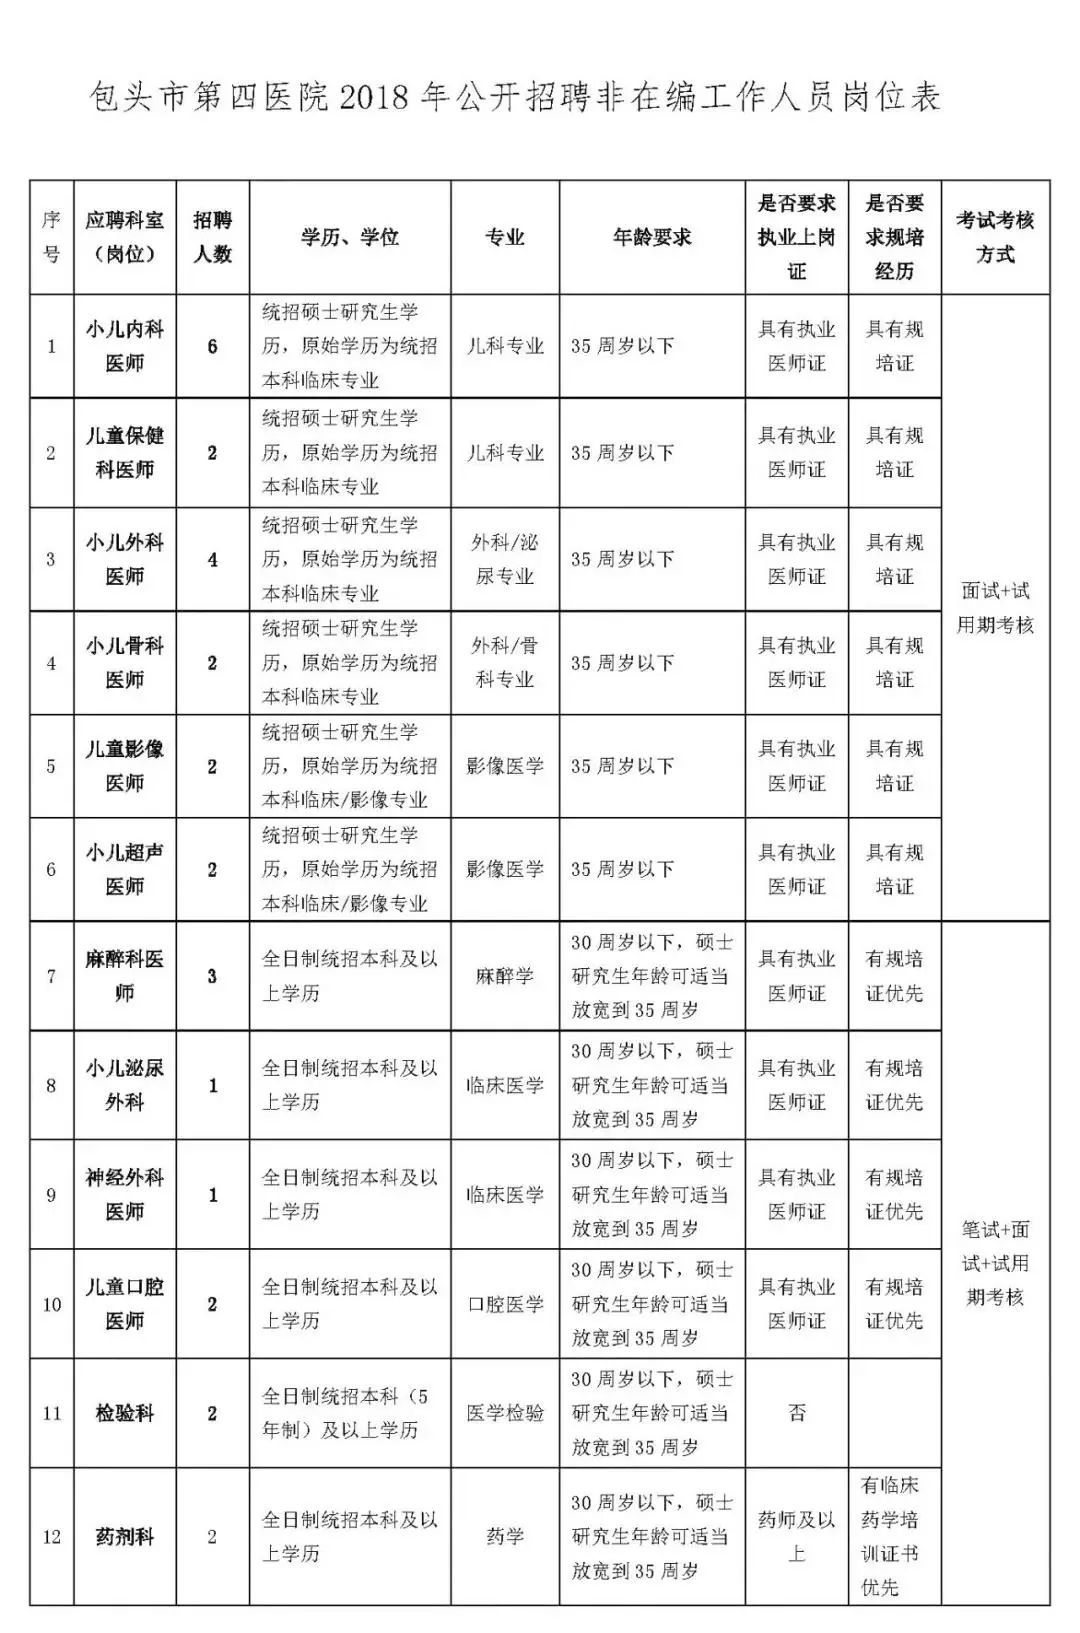 包头市第四医院2018年公开招聘非在编工作人员岗位表
序号 应聘科室（岗位） 招聘人数 学历、学位 专业 年龄要求 是否要求执业上岗证 是否要求规培经历 考试考核方式
1 小儿内科医师 6 统招硕士研究生学历，原始学历为统招本科临床专业 儿科专业 35周岁以下 具有执业医师证 具有规培证 面试+试用期考核
2 儿童保健科医师 2 统招硕士研究生学历，原始学历为统招本科临床专业 儿科专业 35周岁以下 具有执业医师证 具有规培证
3 小儿外科医师 4 统招硕士研究生学历，原始学历为统招本科临床专业 外科/泌尿专业 35周岁以下 具有执业医师证 具有规培证
4 小儿骨科医师 2 统招硕士研究生学历，原始学历为统招本科临床专业 外科/骨科专业 35周岁以下 具有执业医师证 具有规培证
5 儿童影像医师 2 统招硕士研究生学历，原始学历为统招本科临床/影像专业 影像医学 35周岁以下 具有执业医师证 具有规培证
6 小儿超声医师 2 统招硕士研究生学历，原始学历为统招本科临床/影像专业 影像医学 35周岁以下 具有执业医师证 具有规培证
7 麻醉科医师 3 全日制统招本科及以上学历 麻醉学 30周岁以下，硕士研究生年龄可适当放宽到35周岁 具有执业医师证 有规培证优先 笔试+面试+试用期考核
8 小儿泌尿外科 1 全日制统招本科及以上学历 临床医学 30周岁以下，硕士研究生年龄可适当放宽到35周岁 具有执业医师证 有规培证优先
9 神经外科医师 1 全日制统招本科及以上学历 临床医学 30周岁以下，硕士研究生年龄可适当放宽到35周岁 具有执业医师证 有规培证优先
10 儿童口腔医师 2 全日制统招本科及以上学历 口腔医学 30周岁以下，硕士研究生年龄可适当放宽到35周岁 具有执业医师证 有规培证优先
11 检验科 2 全日制统招本科（5年制）及以上学历 医学检验 30周岁以下，硕士研究生年龄可适当放宽到35周岁 否
12 药剂科 2 全日制统招本科及以上学历 药学 30周岁以下，硕士研究生年龄可适当放宽到35周岁 药师及以上 有临床药学培训证书优先